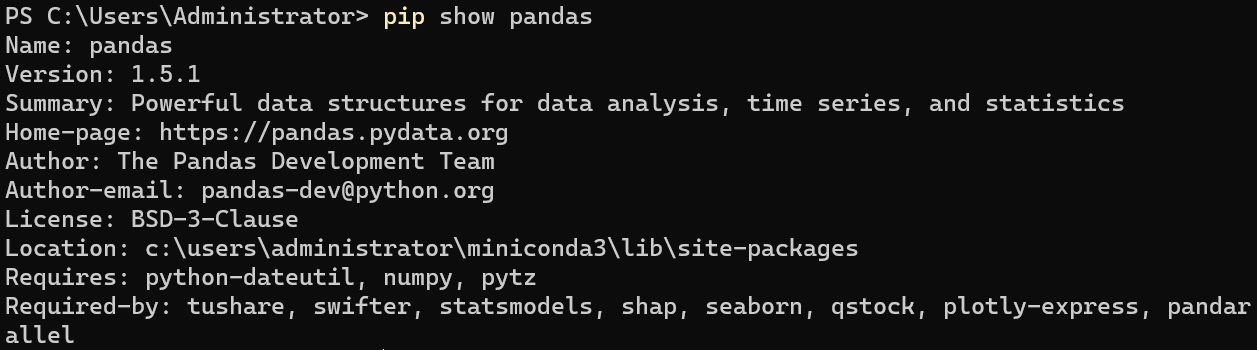 PS C:\Users\Administrator> pip show pandas
Name: pandas
Version: 1.5.1
Summary: Powerful data structures for data analysis, time series, and statistics
Home-page: https://pandas.pydata.org
Author: The Pandas Development Team
Author-email: pandas-dev@python.org
License: BSD-3-Clause
Location: c:\users\administrator\miniconda3\lib\site-packages
Requires: python-dateutil, numpy, pytz
Required-by: tushare, swifter, statsmodels, shap, seaborn, qstock, plotly-express, pandar
allel